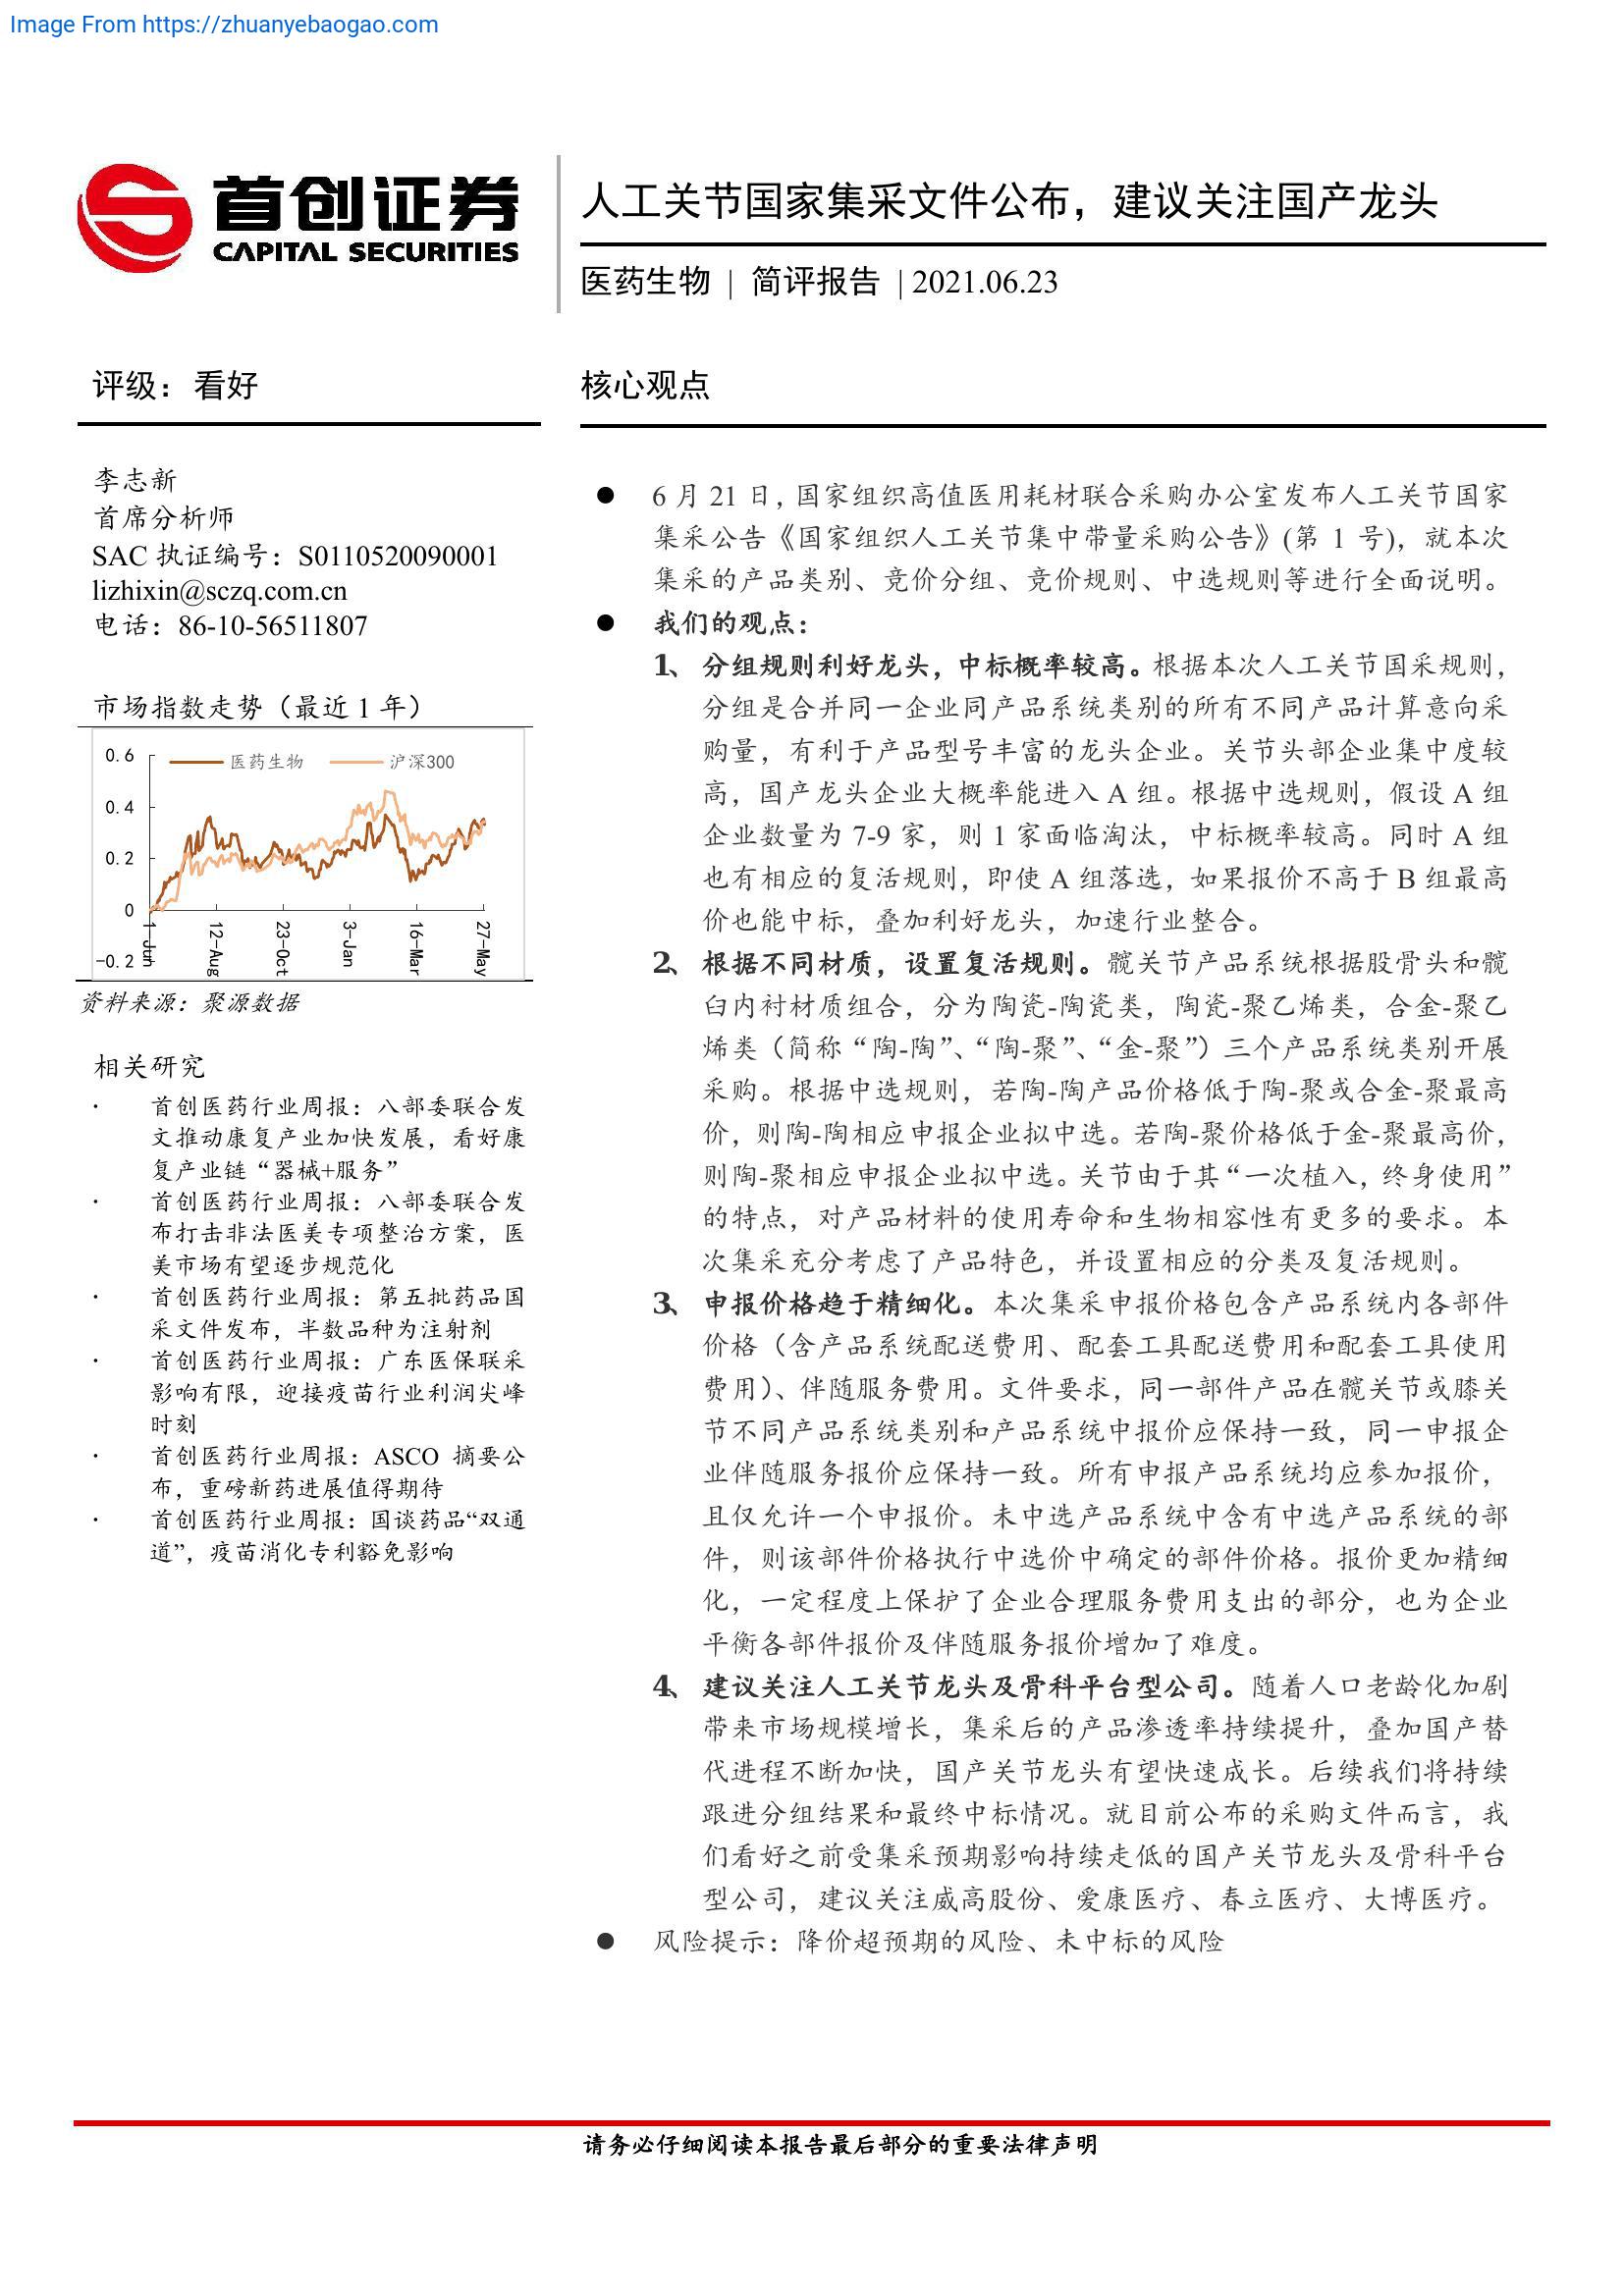 Image From https://zhuanyebaogao.com
首创证券
CAPITAL SECURITIES
人工关节国家集采文件公布，建议关注国产龙头
医药生物 | 简评报告 | 2021.06.23
评级：看好
李志新
首席分析师
SAC 执证编号：S0110520090001
lizhixin@sczq.com.cn
电话：86-10-56511807
市场指数走势（最近 1 年）
医药生物 沪深300
0.6
0.4
0.2
0
-0.2
1-Jun 12-Aug 23-Oct 3-Jan 16-Mar 27-May
资料来源：聚源数据
相关研究
· 首创医药行业周报：八部委联合发
文推动康复产业加快发展，看好康
复产业链“器械+服务”
· 首创医药行业周报：八部委联合发
布打击非法医美专项整治方案，医
美市场有望逐步规范化
· 首创医药行业周报：第五批药品国
采文件发布，半数品种为注射剂
· 首创医药行业周报：广东医保联采
影响有限，迎接疫苗行业利润尖峰
时刻
· 首创医药行业周报：ASCO 摘要公
布，重磅新药进展值得期待
· 首创医药行业周报：国谈药品“双通
道”，疫苗消化专利豁免影响
核心观点
● 6 月 21 日，国家组织高值医用耗材联合采购办公室发布人工关节国家
集采公告《国家组织人工关节集中带量采购公告》(第 1 号)，就本次
集采的产品类别、竞价分组、竞价规则、中选规则等进行全面说明。
● 我们的观点：
1、 分组规则利好龙头，中标概率较高。根据本次人工关节国采规则，
分组是合并同一企业同产品系统类别的所有不同产品计算意向采
购量，有利于产品型号丰富的龙头企业。关节头部企业集中度较
高，国产龙头企业大概率能进入 A 组。根据中选规则，假设 A 组
企业数量为 7-9 家，则 1 家面临淘汰，中标概率较高。同时 A 组
也有相应的复活规则，即使 A 组落选，如果报价不高于 B 组最高
价也能中标，叠加利好龙头，加速行业整合。
2、 根据不同材质，设置复活规则。髋关节产品系统根据股骨头和髋
臼内衬材质组合，分为陶瓷-陶瓷类，陶瓷-聚乙烯类，合金-聚乙
烯类（简称“陶-陶”、“陶-聚”、“金-聚”）三个产品系统类别开展
采购。根据中选规则，若陶-陶产品价格低于陶-聚或合金-聚最高
价，则陶-陶相应申报企业拟中选。若陶-聚价格低于金-聚最高价，
则陶-聚相应申报企业拟中选。关节由于其“一次植入，终身使用”
的特点，对产品材料的使用寿命和生物相容性有更多的要求。本
次集采充分考虑了产品特色，并设置相应的分类及复活规则。
3、 申报价格趋于精细化。本次集采申报价格包含产品系统内各部件
价格（含产品系统配送费用、配套工具配送费用和配套工具使用
费用）、伴随服务费用。文件要求，同一部件产品在髋关节或膝关
节不同产品系统类别和产品系统中报价应保持一致，同一申报企
业伴随服务报价应保持一致。所有申报产品系统均应参加报价，
且仅允许一个申报价。未中选产品系统中含有中选产品系统的部
件，则该部件价格执行中选价中确定的部件价格。报价更加精细
化，一定程度上保护了企业合理服务费用支出的部分，也为企业
平衡各部件报价及伴随服务报价增加了难度。
4、 建议关注人工关节龙头及骨科平台型公司。随着人口老龄化加剧
带来市场规模增长，集采后的产品渗透率持续提升，叠加国产替
代进程不断加快，国产关节龙头有望快速成长。后续我们将持续
跟进分组结果和最终中标情况。就目前公布的采购文件而言，我
们看好之前受集采预期影响持续走低的国产关节龙头及骨科平台
型公司，建议关注威高股份、爱康医疗、春立医疗、大博医疗。
● 风险提示：降价超预期的风险、未中标的风险
请务必仔细阅读本报告最后部分的重要法律声明